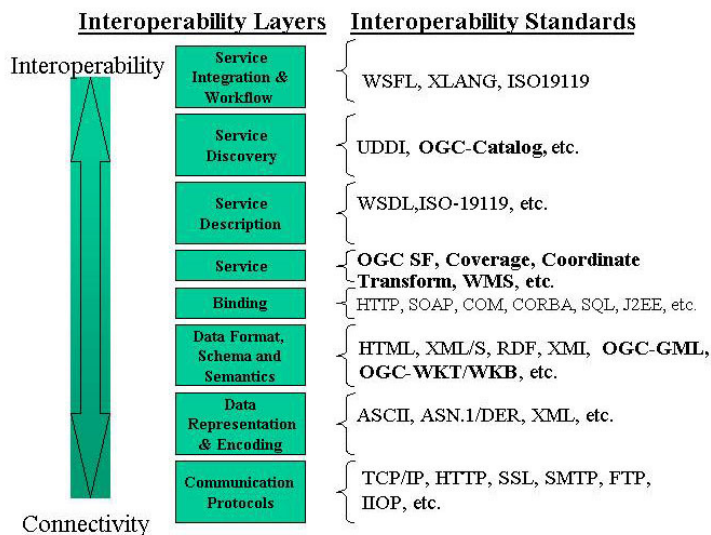 Interoperability Layers Interoperability Standards
Interoperability
Service
Integration &
Workflow
WSFL, XLANG, ISO19119
Service
Discovery
UDDI, OGC-Catalog, etc.
Service
Description
WSDL,ISO-19119, etc.
Service
OGC SF, Coverage, Coordinate
Transform, WMS, etc.
Binding
HTTP, SOAP, COM, CORBA, SQL, J2EE, etc.
Data Format,
Schema and
Semantics
HTML, XML/S, RDF, XMI, OGC-GML,
OGC-WKT/WKB, etc.
Data
Representation
& Encoding
ASCII, ASN.1/DER, XML, etc.
Communication
Protocols
TCP/IP, HTTP, SSL, SMTP, FTP,
IIOP, etc.
Connectivity